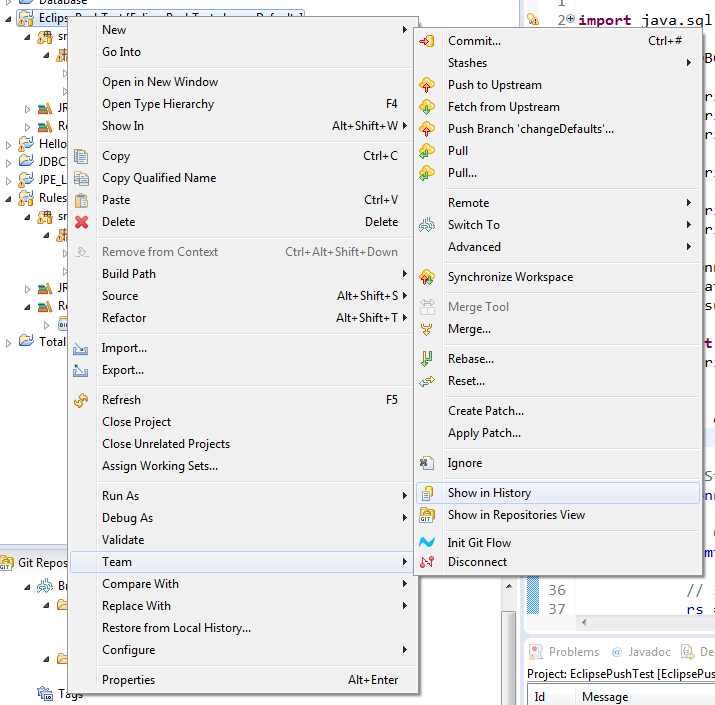 Database
EclipsePushTest [EclipsePushTest changeDefaults]
JR
Re
Hello
JDBCT
JPE_L
Rules
sr
JR
Re
Total
Git Repos
Br
Tags
New
Go Into
Open in New Window
Open Type Hierarchy F4
Show In Alt+Shift+W
Copy Ctrl+C
Copy Qualified Name
Paste Ctrl+V
Delete Delete
Remove from Context Ctrl+Alt+Shift+Down
Build Path
Source Alt+Shift+S
Refactor Alt+Shift+T
Import...
Export...
Refresh F5
Close Project
Close Unrelated Projects
Assign Working Sets...
Run As
Debug As
Validate
Team
Compare With
Replace With
Restore from Local History...
Configure
Properties Alt+Enter
Commit... Ctrl+#
Stashes
Push to Upstream
Fetch from Upstream
Push Branch 'changeDefaults'...
Pull
Pull...
Remote
Switch To
Advanced
Synchronize Workspace
Merge Tool
Merge...
Rebase...
Reset...
Create Patch...
Apply Patch...
Ignore
Show in History
Show in Repositories View
Init Git Flow
Disconnect
1
2 import java.sql
36 //
37 rs =
Problems @ Javadoc De
Project: EclipsePushTest [EclipsePus
Id Message